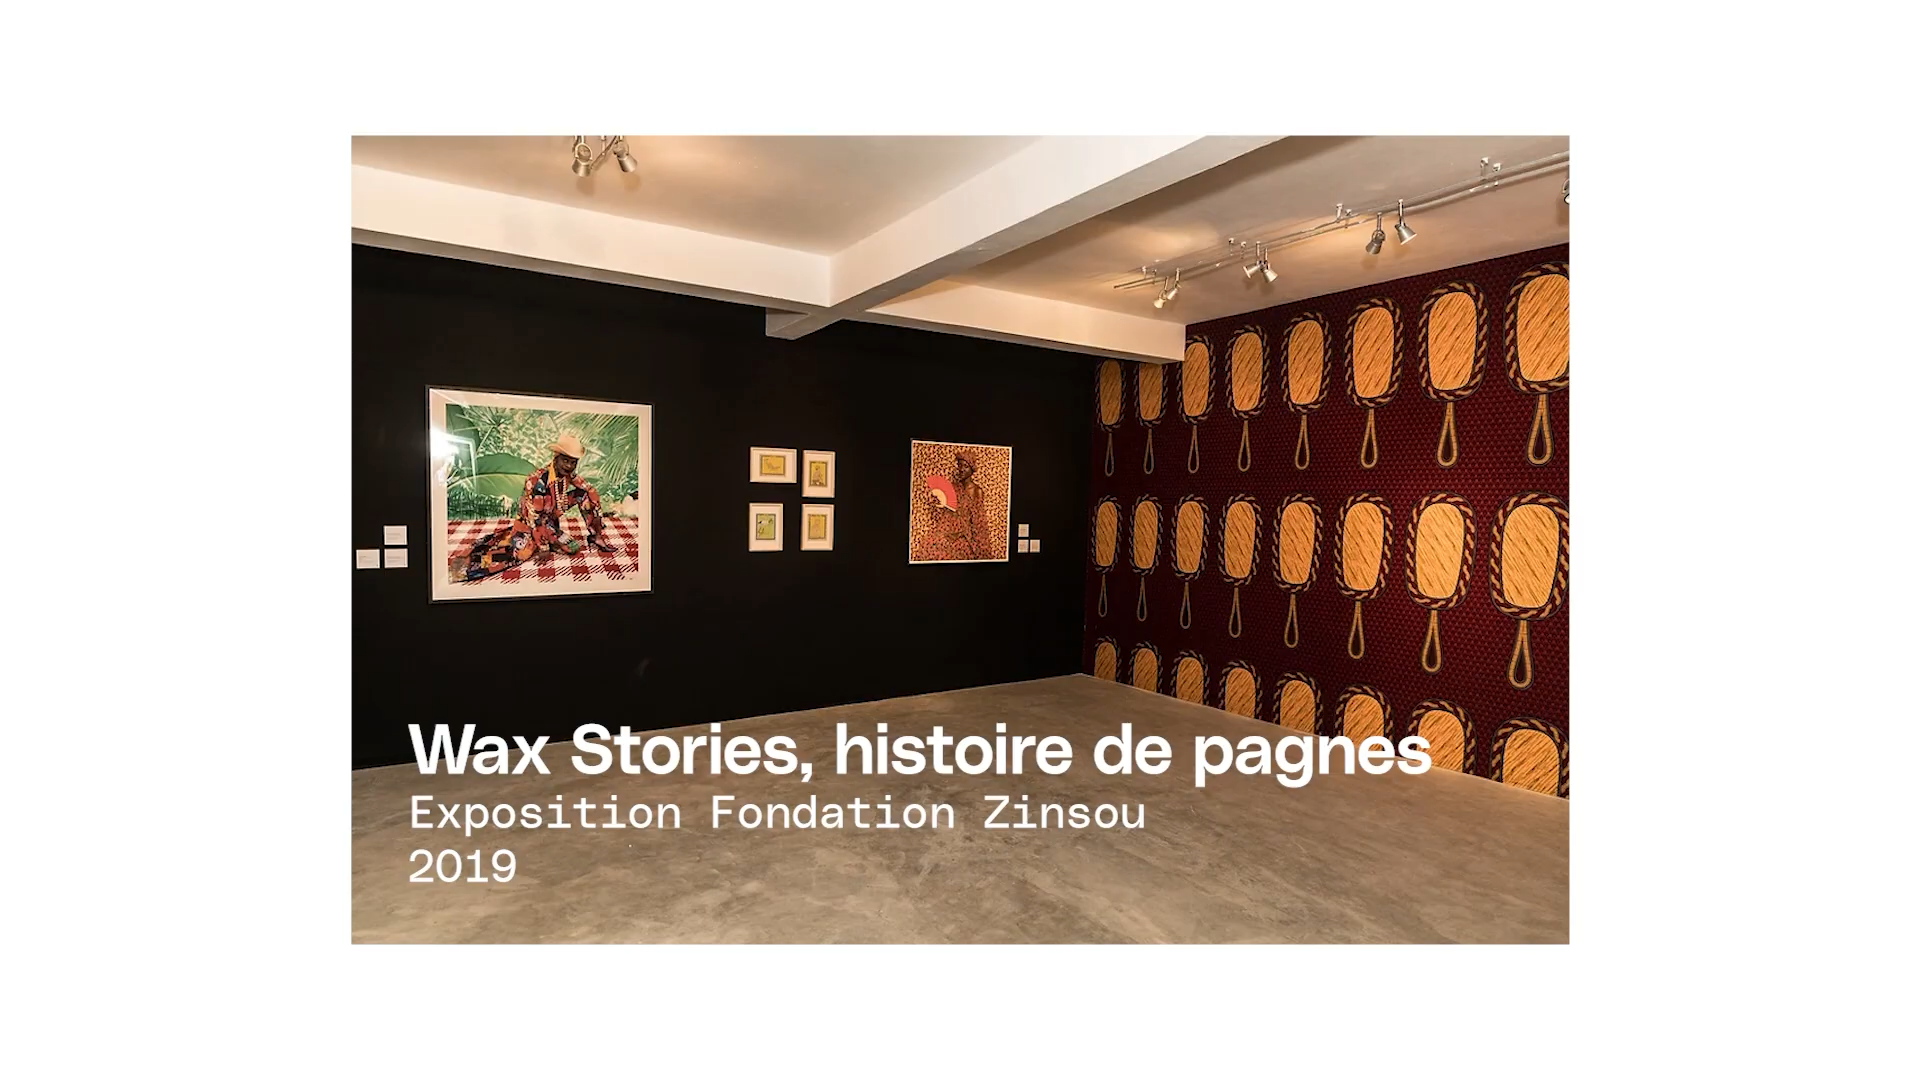 Wax Stories, histoire de pagnes
Exposition Fondation Zinsou
2019